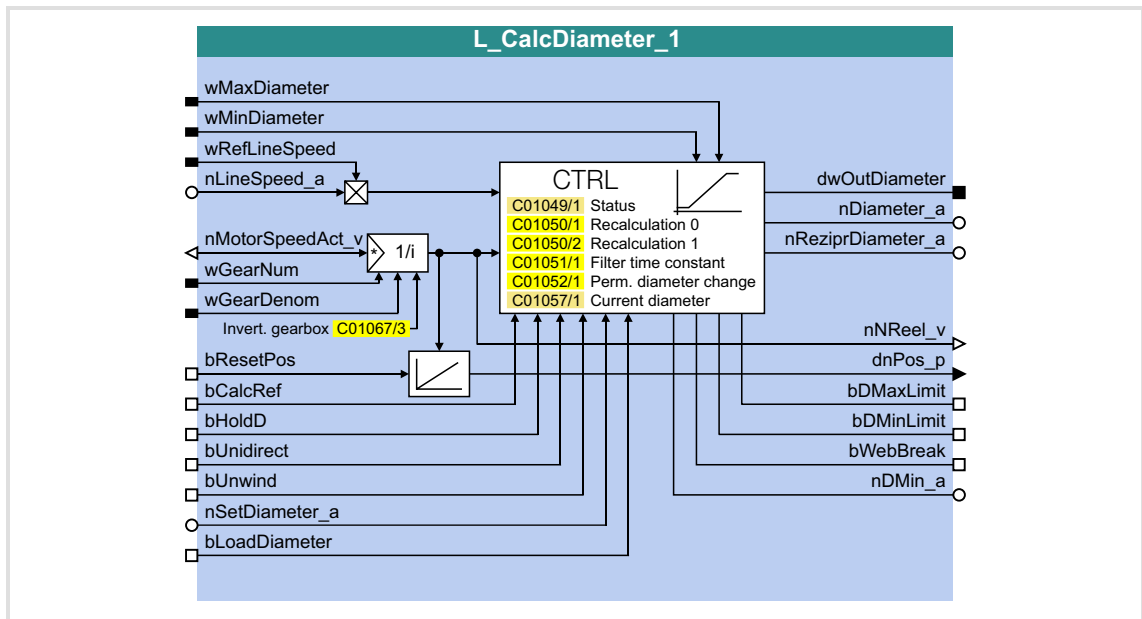 L_CalcDiameter_1
wMaxDiameter
wMinDiameter
wRefLineSpeed
nLineSpeed_a
nMotorSpeedAct_v
* 1/i
wGearNum
wGearDenom
Invert. gearbox C01067/3
bResetPos
bCalcRef
bHoldD
bUnidirect
bUnwind
nSetDiameter_a
bLoadDiameter
CTRL
C01049/1 Status
C01050/1 Recalculation 0
C01050/2 Recalculation 1
C01051/1 Filter time constant
C01052/1 Perm. diameter change
C01057/1 Current diameter
dwOutDiameter
nDiameter_a
nReziprDiameter_a
nNReel_v
dnPos_p
bDMaxLimit
bDMinLimit
bWebBreak
nDMin_a